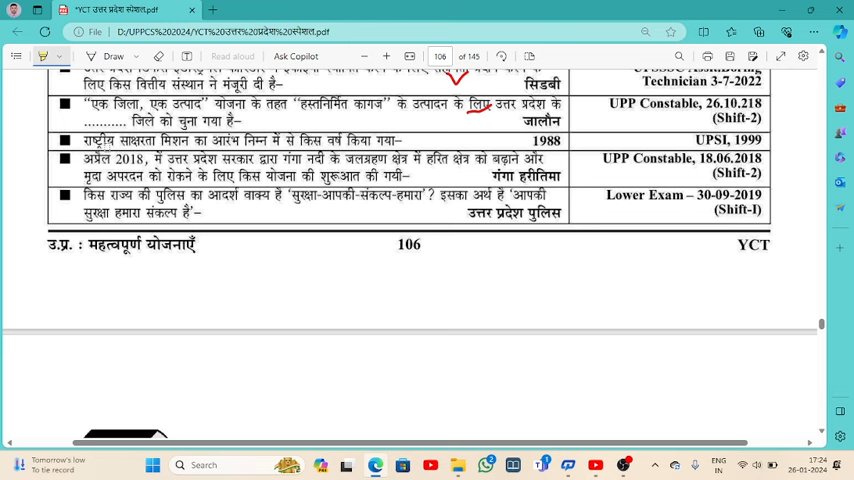 *YCT उत्तर प्रदेश स्पेशल.pdf
File
D:/UPPCS%202024/YCT%20उत्तर%20प्रदेश%20स्पेशल.pdf
Draw
Read aloud
Ask Copilot
106 of 145
के लिए किस वित्तीय संस्थान ने मंजूरी दी है–
सिडबी
Technician 3-7-2022
“एक जिला, एक उत्पाद” योजना के तहत “हस्तनिर्मित कागज” के उत्पादन के लिए उत्तर प्रदेश के
........... जिले को चुना गया है–
जालौन
UPP Constable, 26.10.218
(Shift-2)
राष्ट्रीय साक्षरता मिशन का आरंभ निम्न में से किस वर्ष किया गया–
1988
UPSI, 1999
अप्रैल 2018, में उत्तर प्रदेश सरकार द्वारा गंगा नदी के जलग्रहण क्षेत्र में हरित क्षेत्र को बढ़ाने और
मृदा अपरदन को रोकने के लिए किस योजना की शुरूआत की गयी–
गंगा हरीतिमा
UPP Constable, 18.06.2018
(Shift-2)
किस राज्य की पुलिस का आदर्श वाक्य है ‘सुरक्षा-आपकी-संकल्प-हमारा’? इसका अर्थ है ‘आपकी
सुरक्षा हमारा संकल्प है’–
उत्तर प्रदेश पुलिस
Lower Exam – 30-09-2019
(Shift-I)
उ.प्र. : महत्वपूर्ण योजनाएँ
106
YCT
Tomorrow's low
To tie record
Search
ENG
IN
17:24
26-01-2024